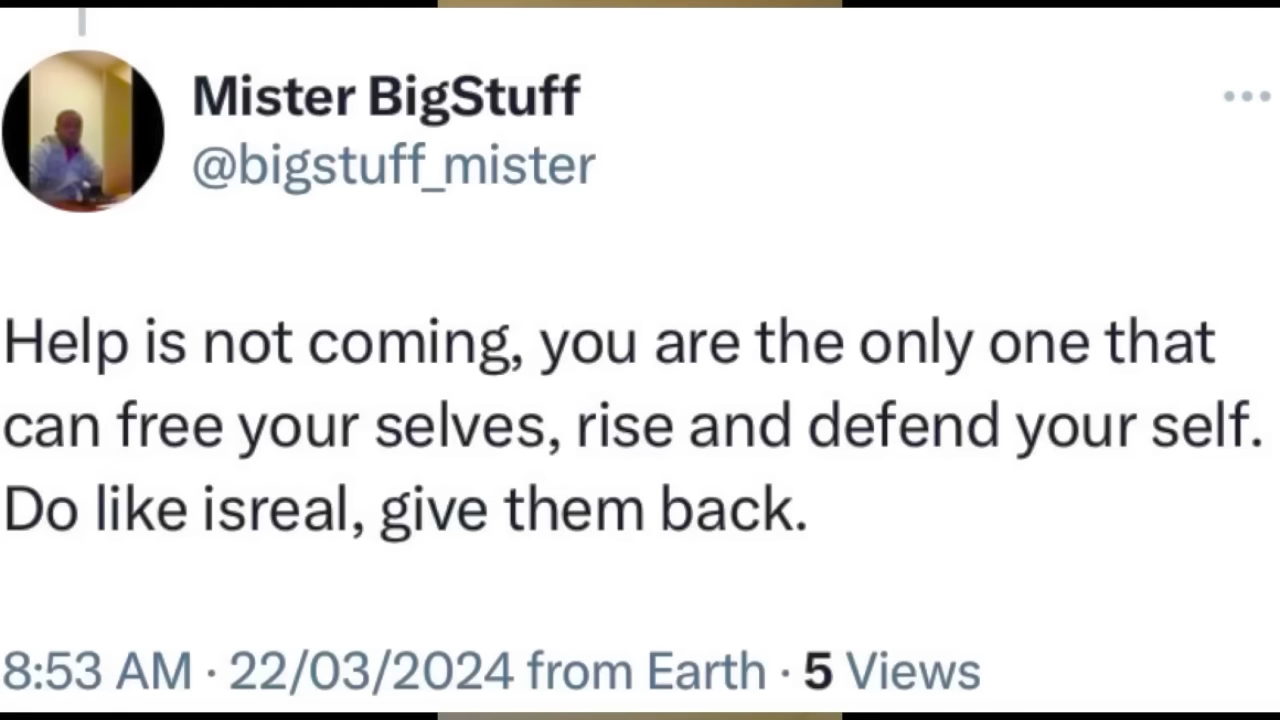 Mister BigStuff
@bigstuff_mister
Help is not coming, you are the only one that
can free your selves, rise and defend your self.
Do like isreal, give them back.
8:53 AM · 22/03/2024 from Earth · 5 Views